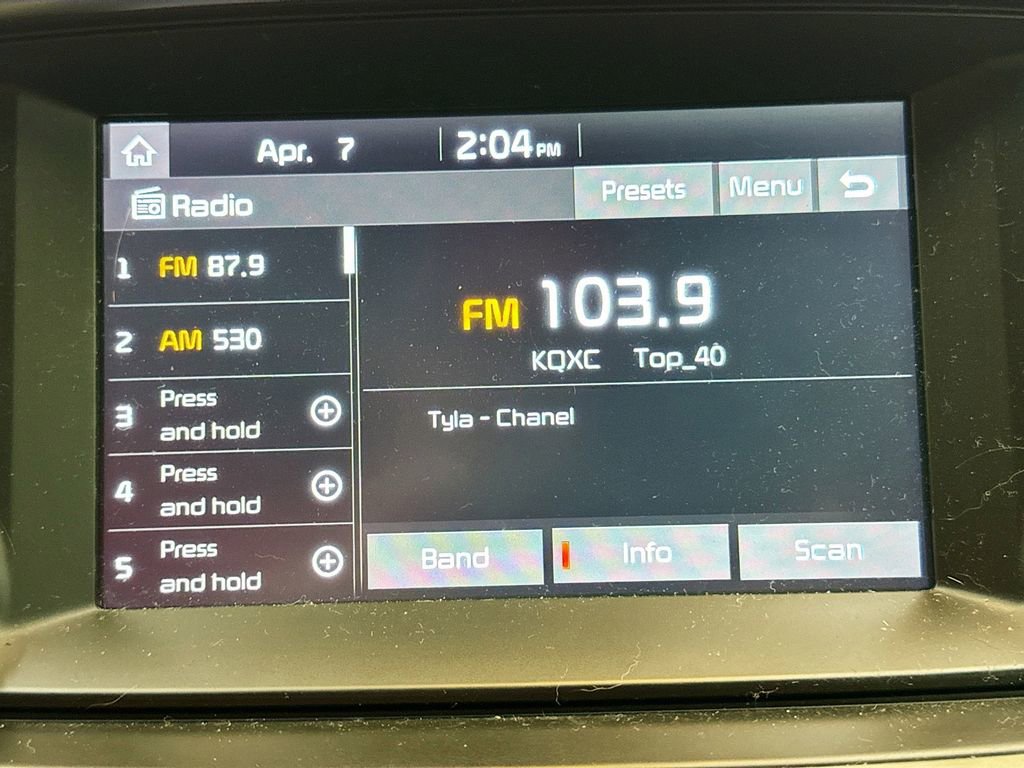 Apr. 7 2:04 PM
Radio Presets Menu
1 FM 87.9
2 AM 530
3 Press
and hold
4 Press
and hold
5 Press
and hold
FM 103.9
KQXC Top_40
Tyla - Chanel
Band Info Scan